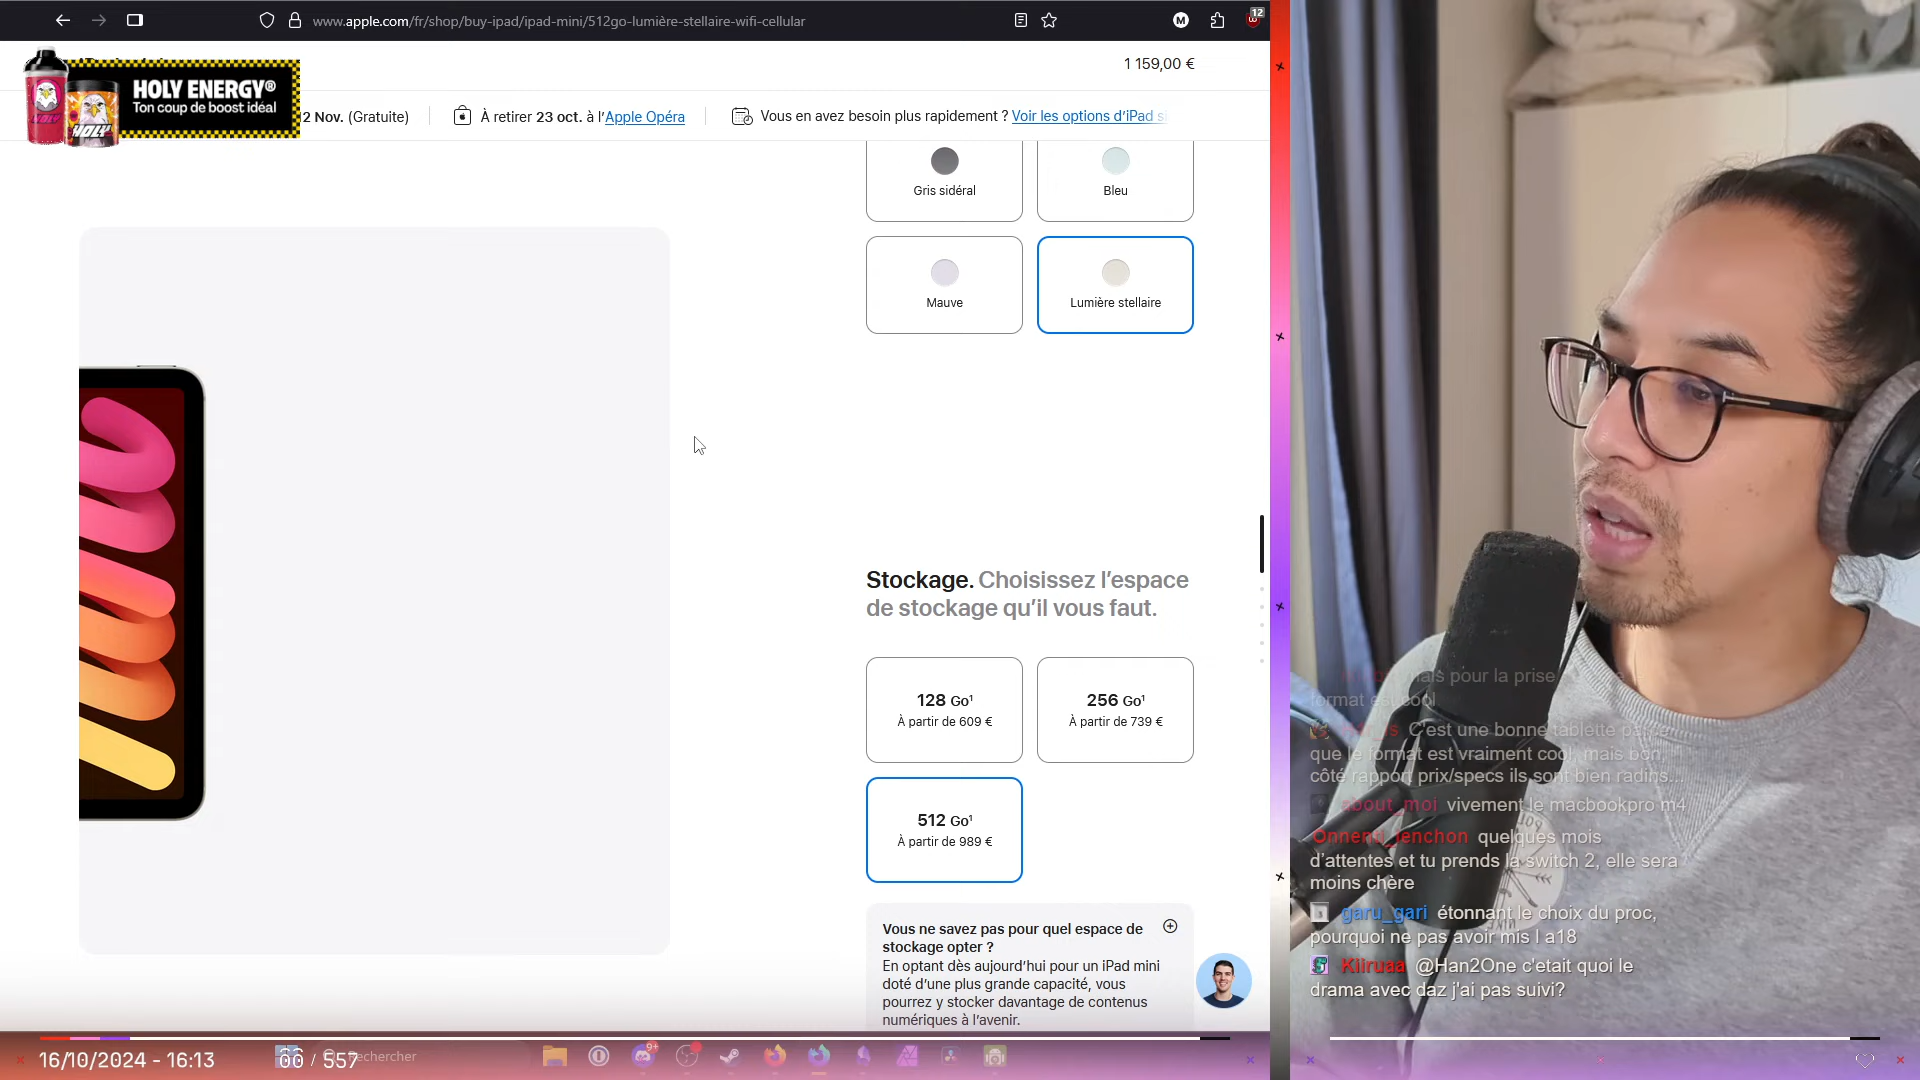 www.apple.com/fr/shop/buy-ipad/ipad-mini/512go-lumière-stellaire-wifi-cellular
12
M
1 159,00 €
HOLY ENERGY®
Ton coup de boost idéal
HOLY
2 Nov. (Gratuite)
À retirer 23 oct. à l'Apple Opéra
Vous en avez besoin plus rapidement ? Voir les options d'iPad si
Gris sidéral
Bleu
Mauve
Lumière stellaire
Stockage. Choisissez l'espace
de stockage qu'il vous faut.
128 Go¹
À partir de 609 €
256 Go¹
À partir de 739 €
512 Go¹
À partir de 989 €
Vous ne savez pas pour quel espace de
stockage opter ?
En optant dès aujourd'hui pour un iPad mini
doté d'une plus grande capacité, vous
pourrez y stocker davantage de contenus
numériques à l'avenir.
pour la prise
format est cool
C'est une bonne tablette parce
que le format est vraiment cool, mais bon,
côté rapport prix/specs ils sont bien radins...
about_moi vivement le macbookpro m4
quelques mois
d'attentes et tu prends la switch 2, elle sera
moins chère
garu_gari étonnant le choix du proc,
pourquoi ne pas avoir mis l a18
Kiiruaa @Han2One c'etait quoi le
drama avec daz j'ai pas suivi?
16/10/2024 - 16:13
66 / 557
Rechercher
9+